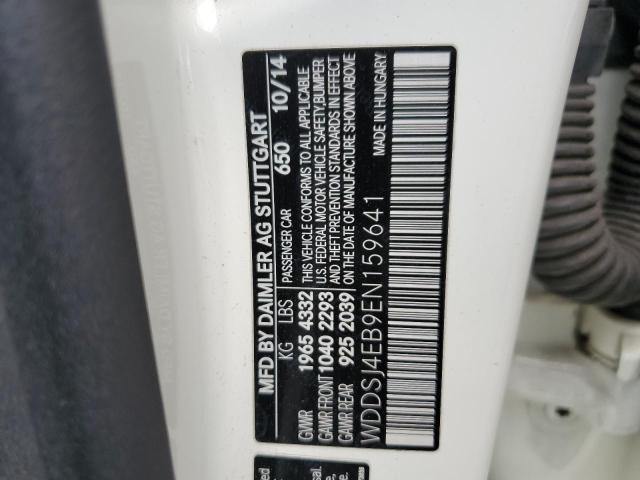 MFD BY DAIMLER AG STUTTGART
PASSENGER CAR 650 10/14
KG LBS
GVWR 1965 4332
GAWR FRONT 1040 2293
GAWR REAR 925 2039
THIS VEHICLE CONFORMS TO ALL APPLICABLE
U.S. FEDERAL MOTOR VEHICLE SAFETY,BUMPER
AND THEFT PREVENTION STANDARDS IN EFFECT
ON THE DATE OF MANUFACTURE SHOWN ABOVE
WDDSJ4EB9EN159641
MADE IN HUNGARY